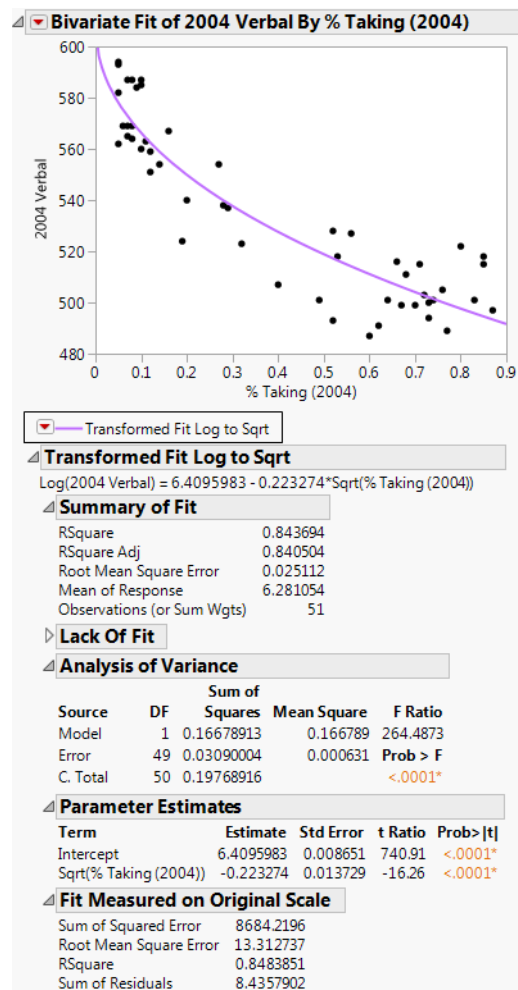 Bivariate Fit of 2004 Verbal By % Taking (2004)
600
580
560
540
520
500
480
2004 Verbal
0 0.1 0.2 0.3 0.4 0.5 0.6 0.7 0.8 0.9
% Taking (2004)
Transformed Fit Log to Sqrt
Transformed Fit Log to Sqrt
Log(2004 Verbal) = 6.4095983 - 0.223274*Sqrt(% Taking (2004))
Summary of Fit
RSquare 0.843694
RSquare Adj 0.840504
Root Mean Square Error 0.025112
Mean of Response 6.281054
Observations (or Sum Wgts) 51
Lack Of Fit
Analysis of Variance
Sum of
Source DF Squares Mean Square F Ratio
Model 1 0.16678913 0.166789 264.4873
Error 49 0.03090004 0.000631 Prob > F
C. Total 50 0.19768916 <.0001*
Parameter Estimates
Term Estimate Std Error t Ratio Prob>|t|
Intercept 6.4095983 0.008651 740.91 <.0001*
Sqrt(% Taking (2004)) -0.223274 0.013729 -16.26 <.0001*
Fit Measured on Original Scale
Sum of Squared Error 8684.2196
Root Mean Square Error 13.312737
RSquare 0.8483851
Sum of Residuals 8.4357902